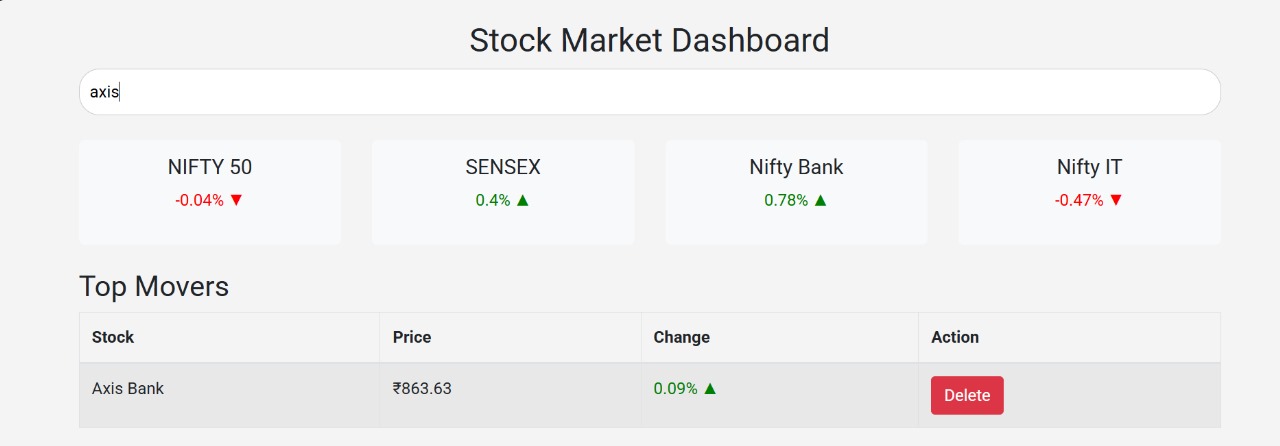 Stock Market Dashboard
axis
NIFTY 50 SENSEX Nifty Bank Nifty IT
-0.04% ▼ 0.4% ▲ 0.78% ▲ -0.47% ▼
Top Movers
Stock Price Change Action
Axis Bank ₹863.63 0.09% ▲ Delete